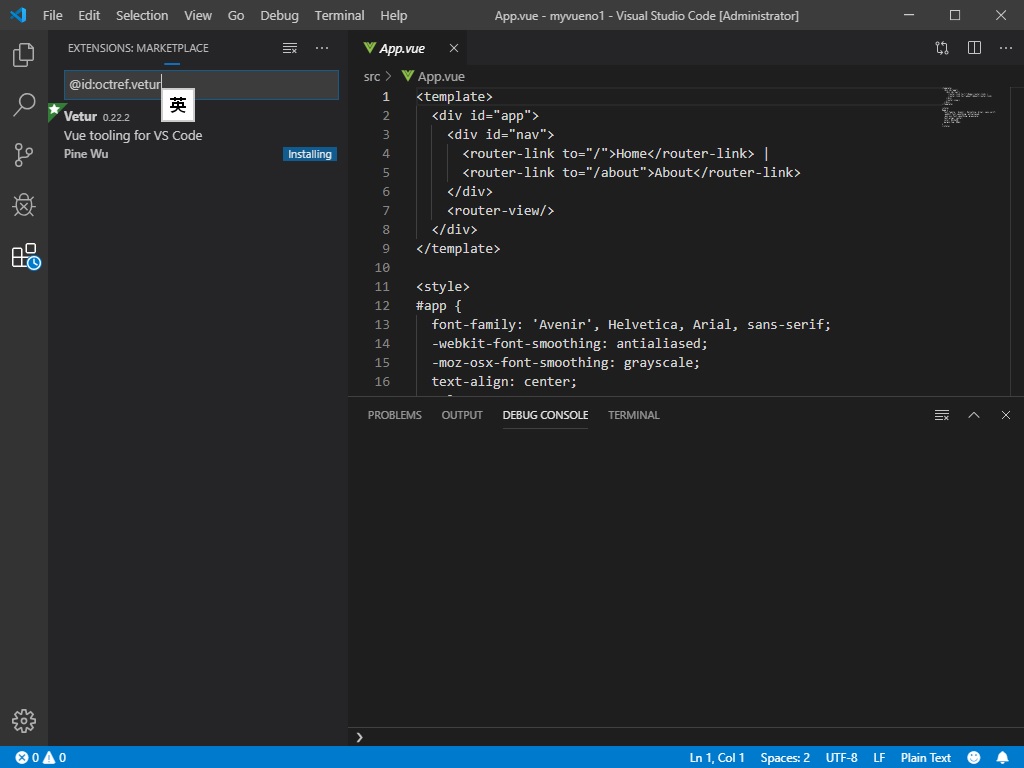 File Edit Selection View Go Debug Terminal Help App.vue - myvueno1 - Visual Studio Code [Administrator]
EXTENSIONS: MARKETPLACE
@id:octref.vetur
英
Vetur 0.22.2
Vue tooling for VS Code
Pine Wu Installing
App.vue
src > App.vue
1 <template>
2 <div id="app">
3 <div id="nav">
4 <router-link to="/">Home</router-link> |
5 <router-link to="/about">About</router-link>
6 </div>
7 <router-view/>
8 </div>
9 </template>
10
11 <style>
12 #app {
13 font-family: 'Avenir', Helvetica, Arial, sans-serif;
14 -webkit-font-smoothing: antialiased;
15 -moz-osx-font-smoothing: grayscale;
16 text-align: center;
PROBLEMS OUTPUT DEBUG CONSOLE TERMINAL
0 0 Ln 1, Col 1 Spaces: 2 UTF-8 LF Plain Text